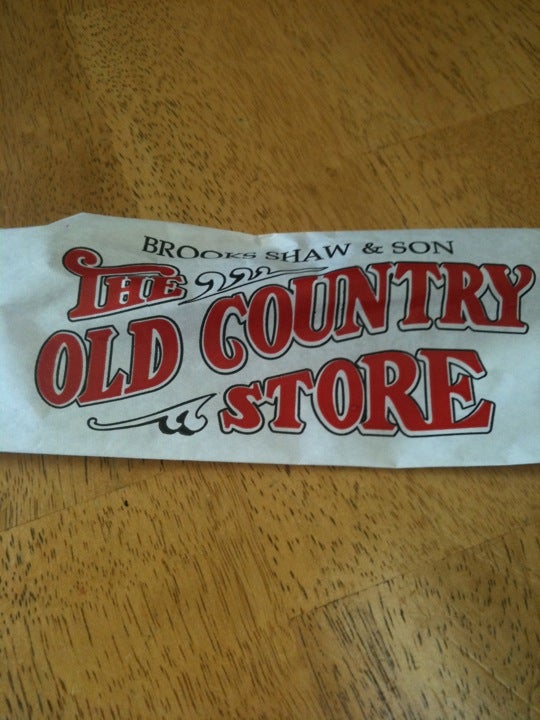 BROOKS SHAW & SON
THE
OLD COUNTRY
STORE